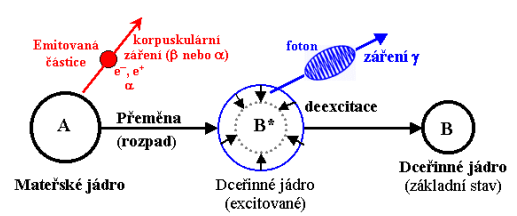 Emitovaná
částice
korpuskulární
záření (β nebo α)
e⁻, e⁺
α
foton
záření γ
A
Přeměna
(rozpad)
B*
deexcitace
B
Mateřské jádro
Dceřinné jádro
(excitované)
Dceřinné jádro
(základní stav)